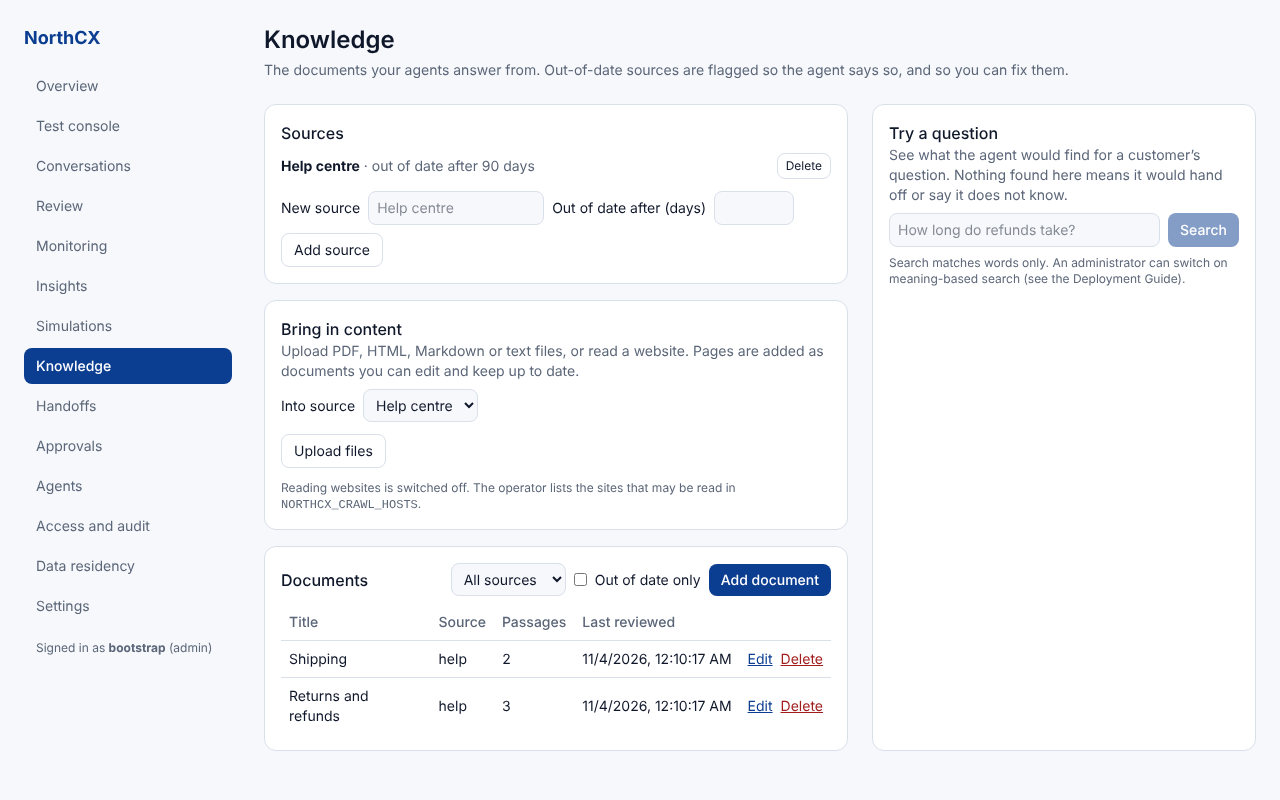 NorthCX
Overview
Test console
Conversations
Review
Monitoring
Insights
Simulations
Knowledge
Handoffs
Approvals
Agents
Access and audit
Data residency
Settings
Signed in as bootstrap (admin)
Knowledge
The documents your agents answer from. Out-of-date sources are flagged so the agent says so, and so you can fix them.
Sources
Help centre · out of date after 90 days
Delete
New source
Help centre
Out of date after (days)
Add source
Bring in content
Upload PDF, HTML, Markdown or text files, or read a website. Pages are added as
documents you can edit and keep up to date.
Into source
Help centre
Upload files
Reading websites is switched off. The operator lists the sites that may be read in
NORTHCX_CRAWL_HOSTS.
Documents
All sources
Out of date only
Add document
Title Source Passages Last reviewed
Shipping help 2 11/4/2026, 12:10:17 AM Edit Delete
Returns and
refunds
help 3 11/4/2026, 12:10:17 AM Edit Delete
Try a question
See what the agent would find for a customer’s
question. Nothing found here means it would hand
off or say it does not know.
How long do refunds take?
Search
Search matches words only. An administrator can switch on
meaning-based search (see the Deployment Guide).